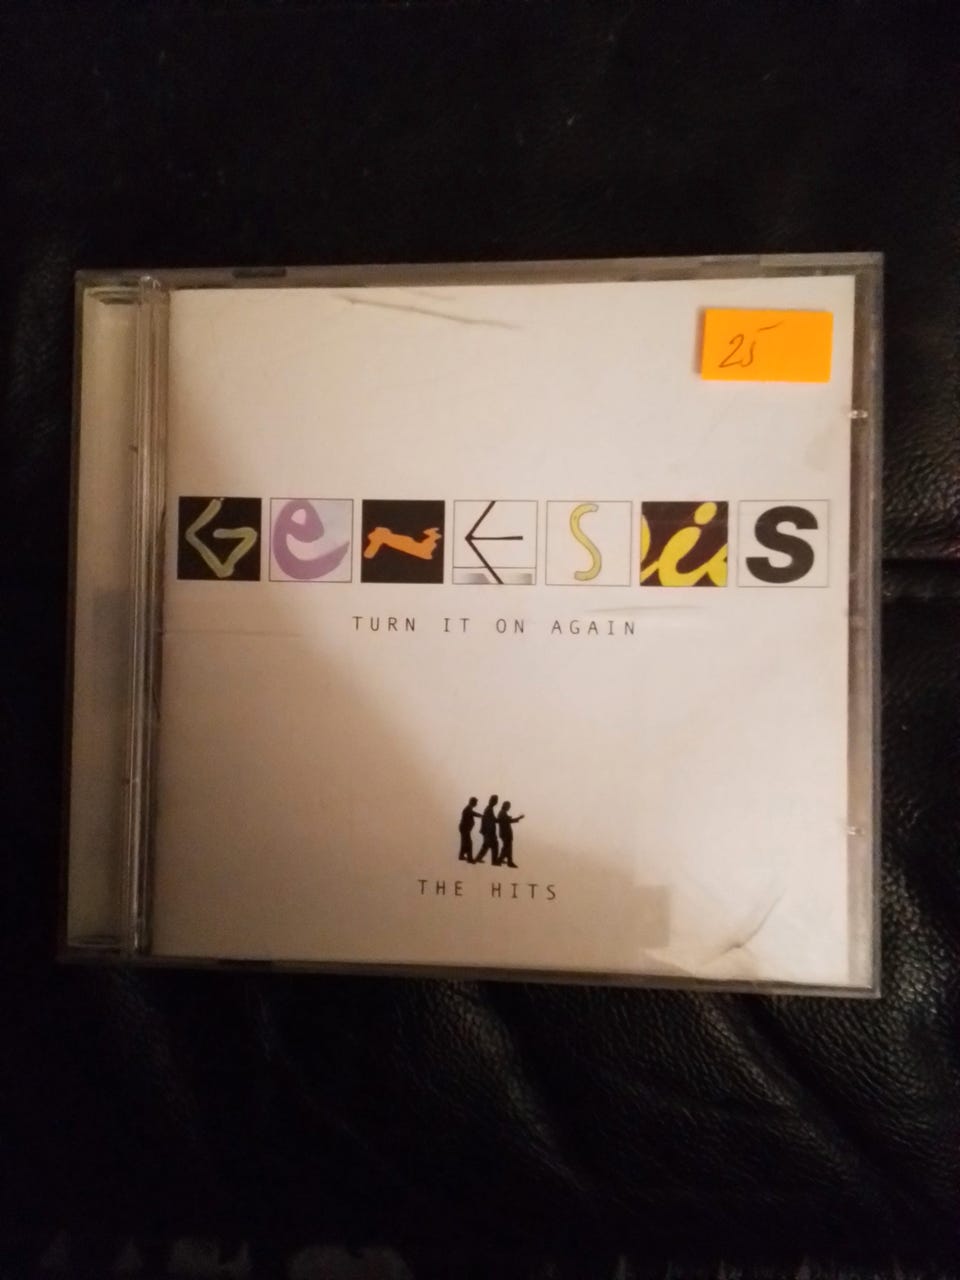 25
Genesis
TURN IT ON AGAIN
THE HITS